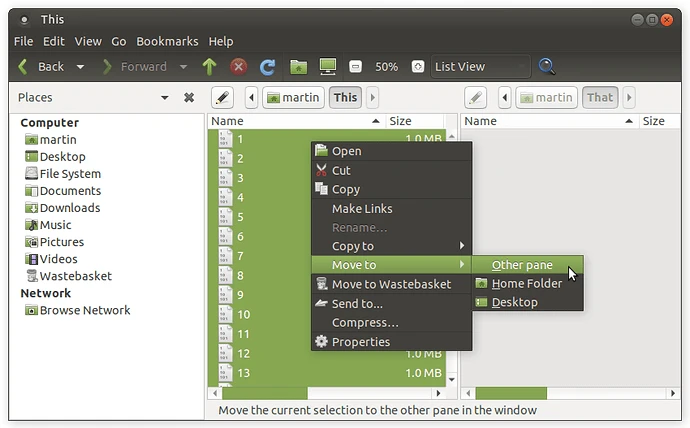 This
File Edit View Go Bookmarks Help
Back Forward 50% List View
Places martin This martin That
Name Size Name Size
Computer
martin
Desktop
File System
Documents
Downloads
Music
Pictures
Videos
Wastebasket
Network
Browse Network
1 1.0 MB
2
3
4
5
6
7
8
9
10
11
12 1.0 MB
13 1.0 MB
Open
Cut
Copy
Make Links
Rename...
Copy to
Move to
Move to Wastebasket
Send to...
Compress...
Properties
Other pane
Home Folder
Desktop
Move the current selection to the other pane in the window